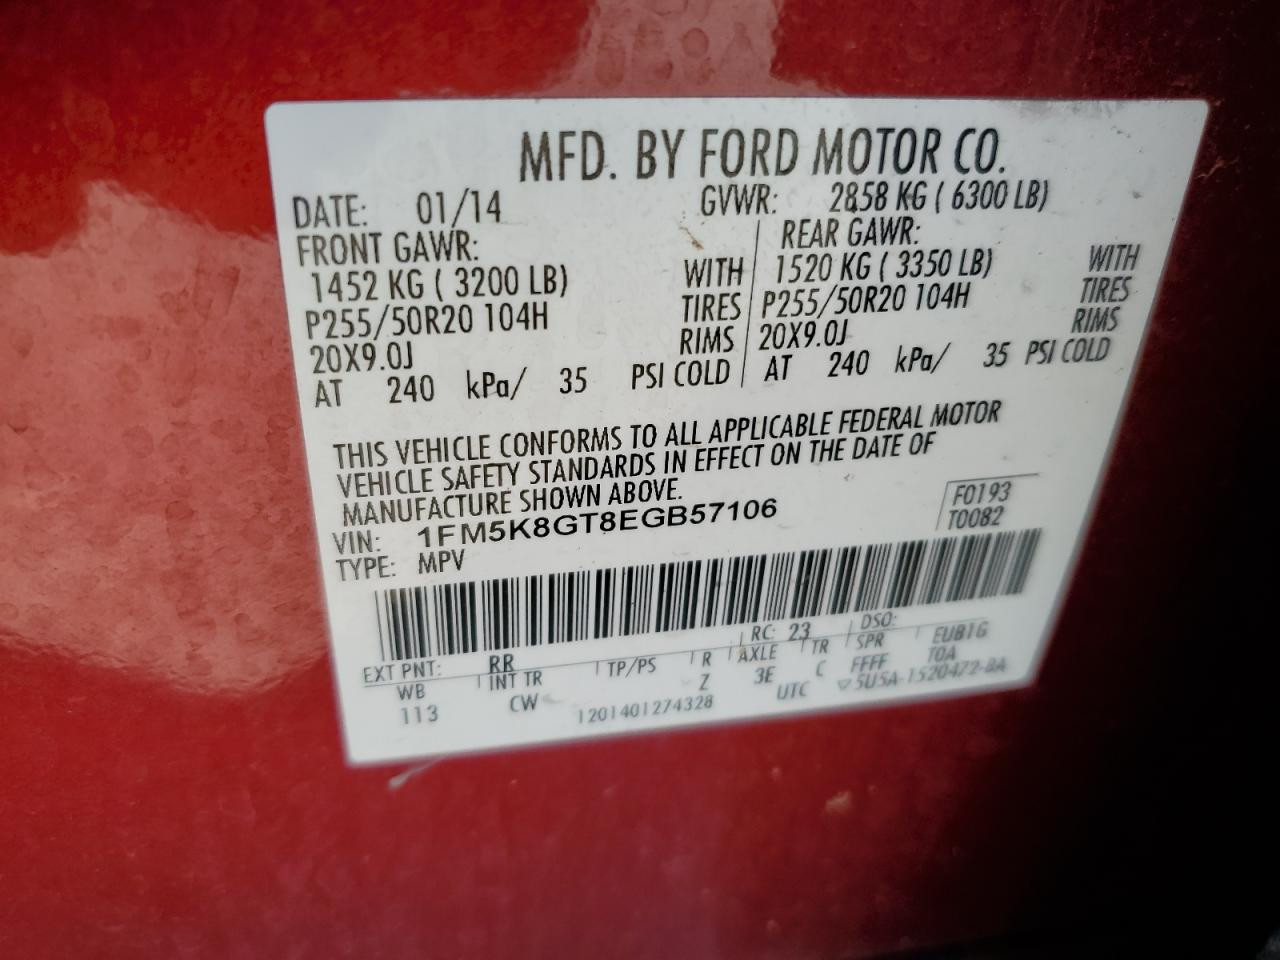 MFD. BY FORD MOTOR CO.
DATE: 01/14 GVWR: 2858 KG ( 6300 LB)
FRONT GAWR: REAR GAWR:
1452 KG ( 3200 LB) WITH 1520 KG ( 3350 LB) WITH
P255/50R20 104H TIRES P255/50R20 104H TIRES
20X9.0J RIMS 20X9.0J RIMS
AT 240 kPa/ 35 PSI COLD AT 240 kPa/ 35 PSI COLD
THIS VEHICLE CONFORMS TO ALL APPLICABLE FEDERAL MOTOR
VEHICLE SAFETY STANDARDS IN EFFECT ON THE DATE OF
MANUFACTURE SHOWN ABOVE.
F0193
VIN: 1FM5K8GT8EGB57106 T0082
TYPE: MPV
EXT PNT: RR RC: 23 DSO:
WB INT TR TP/PS R AXLE TR SPR EUB1G
113 CW Z 3E C FFFF T0A
1201401274328 UTC 5U5A-1520472-BA